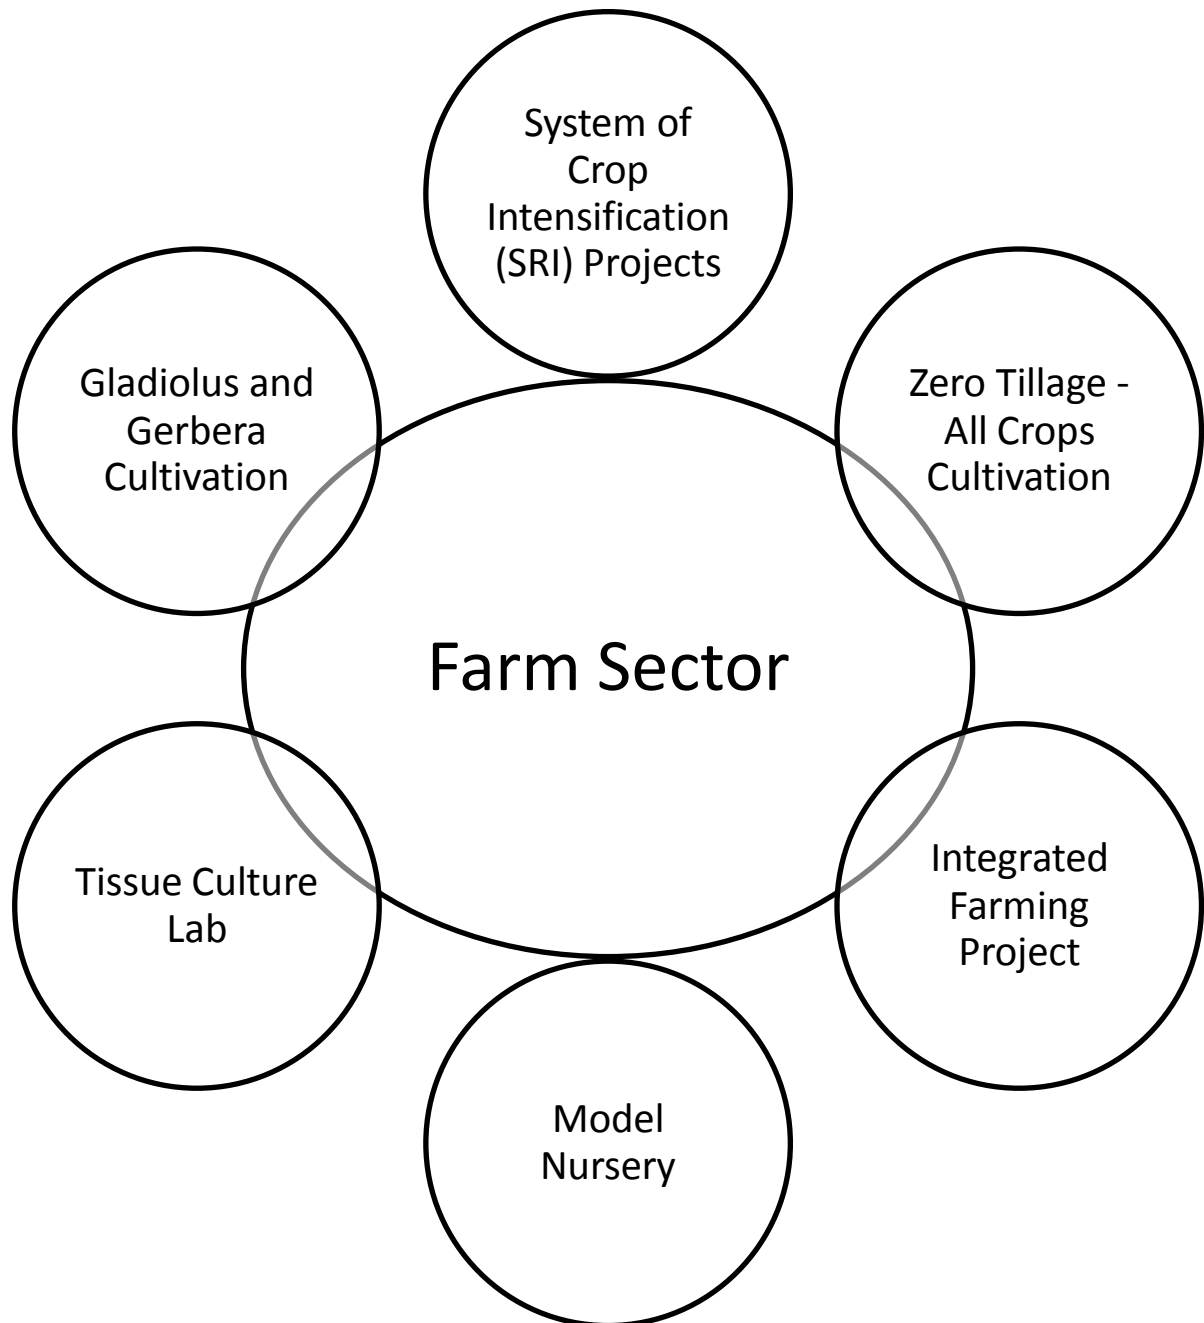 System of
Crop
Intensification
(SRI) Projects
Gladiolus and
Gerbera
Cultivation
Zero Tillage -
All Crops
Cultivation
Farm Sector
Tissue Culture
Lab
Integrated
Farming
Project
Model
Nursery